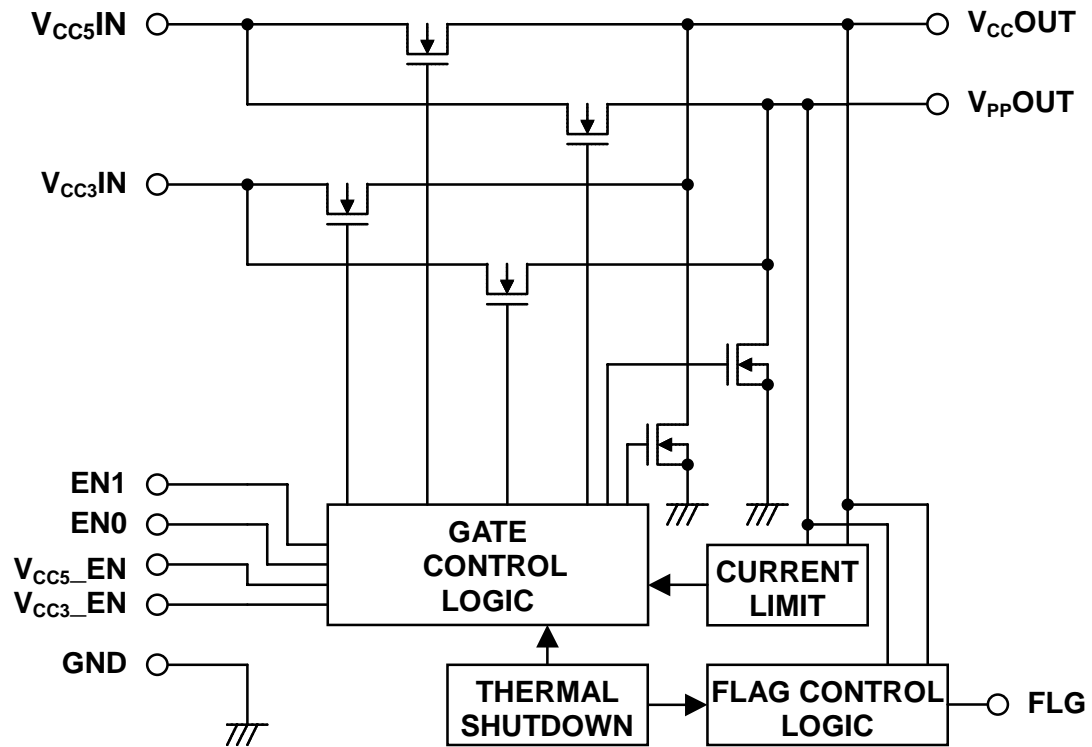 VCC5IN
VCCOUT
VPPOUT
VCC3IN
EN1
EN0
VCC5_EN
VCC3_EN
GND
GATE
CONTROL
LOGIC
CURRENT
LIMIT
THERMAL
SHUTDOWN
FLAG CONTROL
LOGIC
FLG